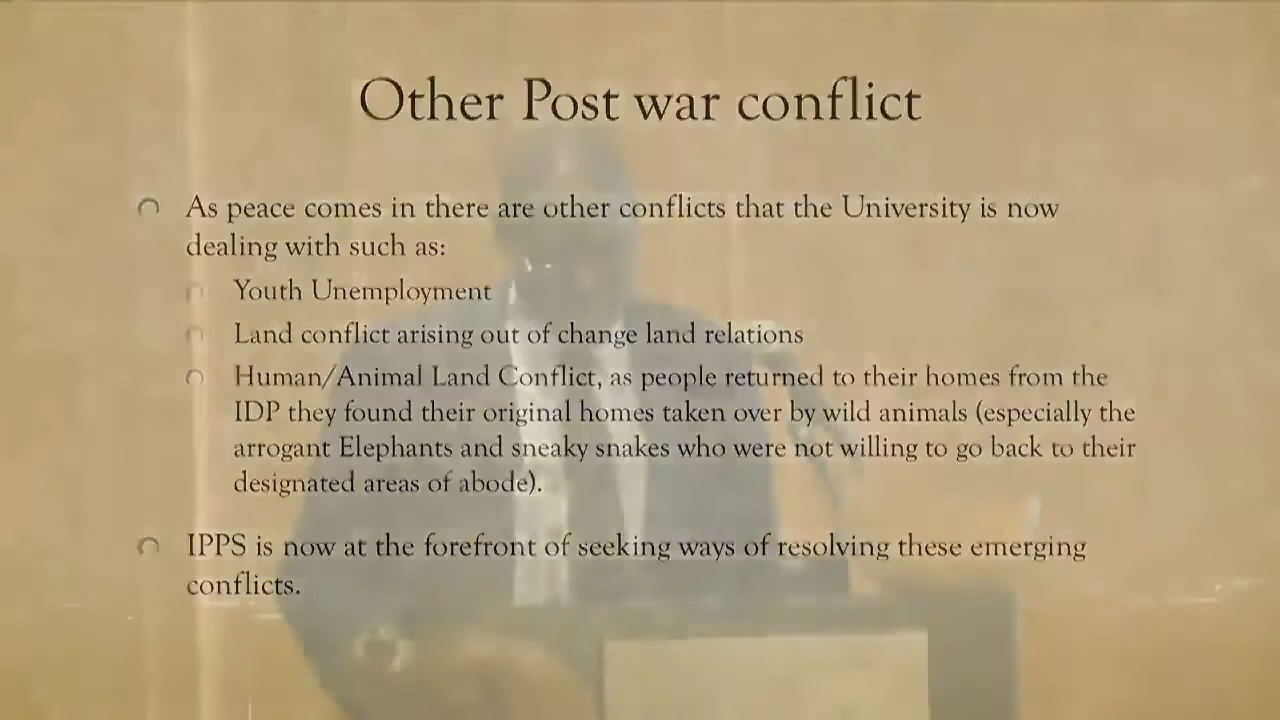 Other Post war conflict
As peace comes in there are other conflicts that the University is now
dealing with such as:
Youth Unemployment
Land conflict arising out of change land relations
Human/Animal Land Conflict, as people returned to their homes from the
IDP they found their original homes taken over by wild animals (especially the
arrogant Elephants and sneaky snakes who were not willing to go back to their
designated areas of abode).
IPPS is now at the forefront of seeking ways of resolving these emerging
conflicts.